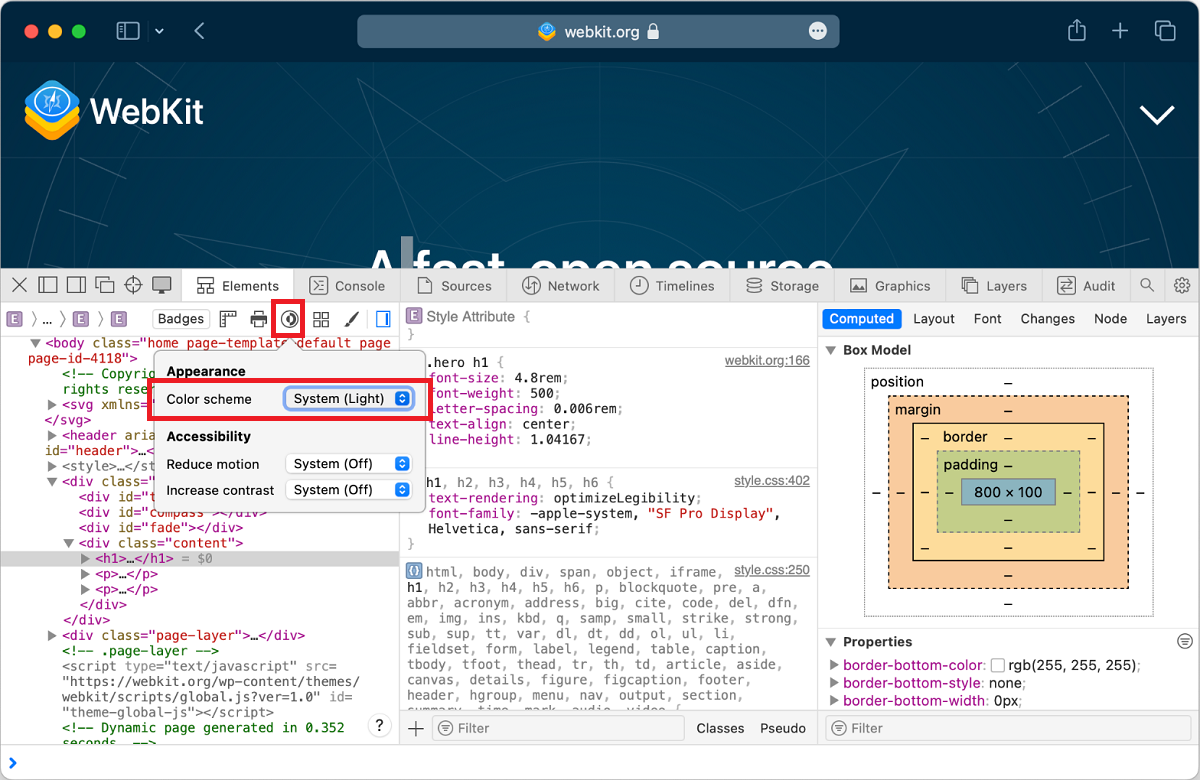 webkit.org
WebKit
A fast, open source
Elements
Console
Sources
Network
Timelines
Storage
Graphics
Layers
Audit
E
...
E
E
Badges
<body class="home page-template-default page
page-id-4118">
<!-- Copyrig
rights rese
<svg xmlns=
</svg>
<header aria
id="header">…<
<style>…</st
<div class=
<div id="t
<div id="compass"></div>
<div id="fade"></div>
<div class="content">
<h1>…</h1> = $0
<p>…</p>
<p>…</p>
</div>
</div>
<div class="page-layer">…</div>
<!-- .page-layer -->
<script type="text/javascript" src=
"https://webkit.org/wp-content/themes/
webkit/scripts/global.js?ver=1.0" id=
"theme-global-js"></script>
<!-- Dynamic page generated in 0.352
seconds. -->
?
Appearance
Color scheme
System (Light)
Accessibility
Reduce motion
System (Off)
Increase contrast
System (Off)
E Style Attribute {
}
.hero h1 {
webkit.org:166
font-size: 4.8rem;
font-weight: 500;
letter-spacing: 0.006rem;
text-align: center;
line-height: 1.04167;
h1, h2, h3, h4, h5, h6 {
style.css:402
text-rendering: optimizeLegibility;
font-family: -apple-system, "SF Pro Display",
Helvetica, sans-serif;
}
{} html, body, div, span, object, iframe,
style.css:250
h1, h2, h3, h4, h5, h6, p, blockquote, pre, a,
abbr, acronym, address, big, cite, code, del, dfn,
em, img, ins, kbd, q, samp, small, strike, strong,
sub, sup, tt, var, dl, dt, dd, ol, ul, li,
fieldset, form, label, legend, table, caption,
tbody, tfoot, thead, tr, th, td, article, aside,
canvas, details, figure, figcaption, footer,
header, hgroup, menu, nav, output, section,
summary, time, mark, audio, video {
Filter
Classes
Pseudo
Computed
Layout
Font
Changes
Node
Layers
Box Model
position
–
margin
–
–
border
–
–
padding
–
–
–
–
–
800 × 100
–
–
–
–
–
–
–
–
–
–
Properties
border-bottom-color: rgb(255, 255, 255);
border-bottom-style: none;
border-bottom-width: 0px;
Filter